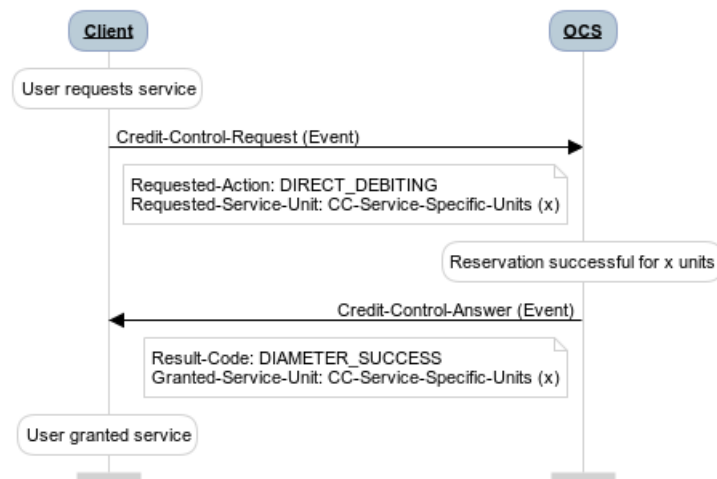 Client
OCS
User requests service
Credit-Control-Request (Event)
Requested-Action: DIRECT_DEBITING
Requested-Service-Unit: CC-Service-Specific-Units (x)
Reservation successful for x units
Credit-Control-Answer (Event)
Result-Code: DIAMETER_SUCCESS
Granted-Service-Unit: CC-Service-Specific-Units (x)
User granted service